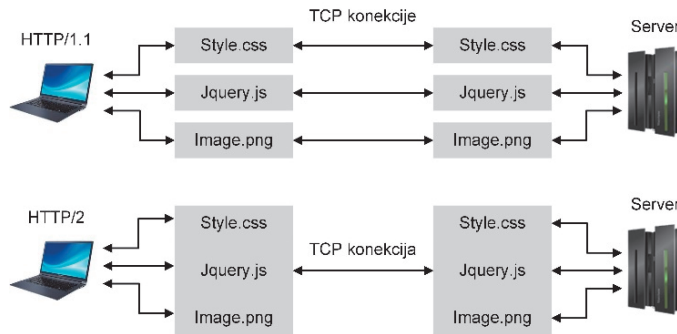 TCP konekcije
HTTP/1.1
Server
Style.css
Style.css
Jquery.js
Jquery.js
Image.png
Image.png
HTTP/2
Server
Style.css
Style.css
TCP konekcija
Jquery.js
Jquery.js
Image.png
Image.png